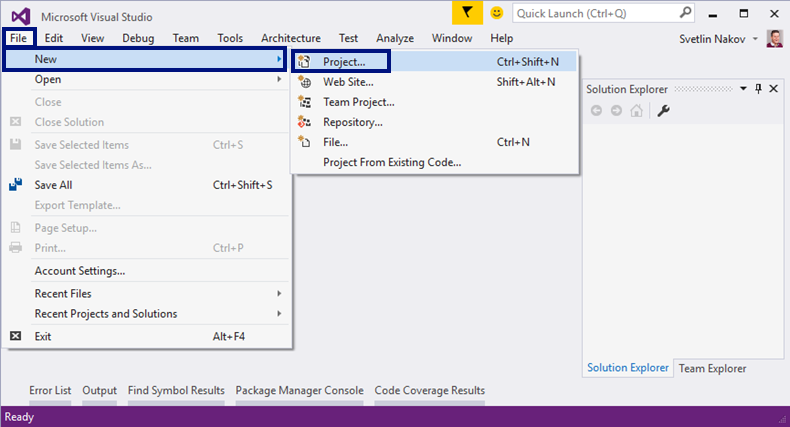 Microsoft Visual Studio
Quick Launch (Ctrl+Q)
File Edit View Debug Team Tools Architecture Test Analyze Window Help Svetlin Nakov
New
Open
Close
Close Solution
Save Selected Items Ctrl+S
Save Selected Items As...
Save All Ctrl+Shift+S
Export Template...
Page Setup...
Print... Ctrl+P
Account Settings...
Recent Files
Recent Projects and Solutions
Exit Alt+F4
Project... Ctrl+Shift+N
Web Site... Shift+Alt+N
Team Project...
Repository...
File... Ctrl+N
Project From Existing Code...
Solution Explorer
Solution Explorer Team Explorer
Error List Output Find Symbol Results Package Manager Console Code Coverage Results
Ready